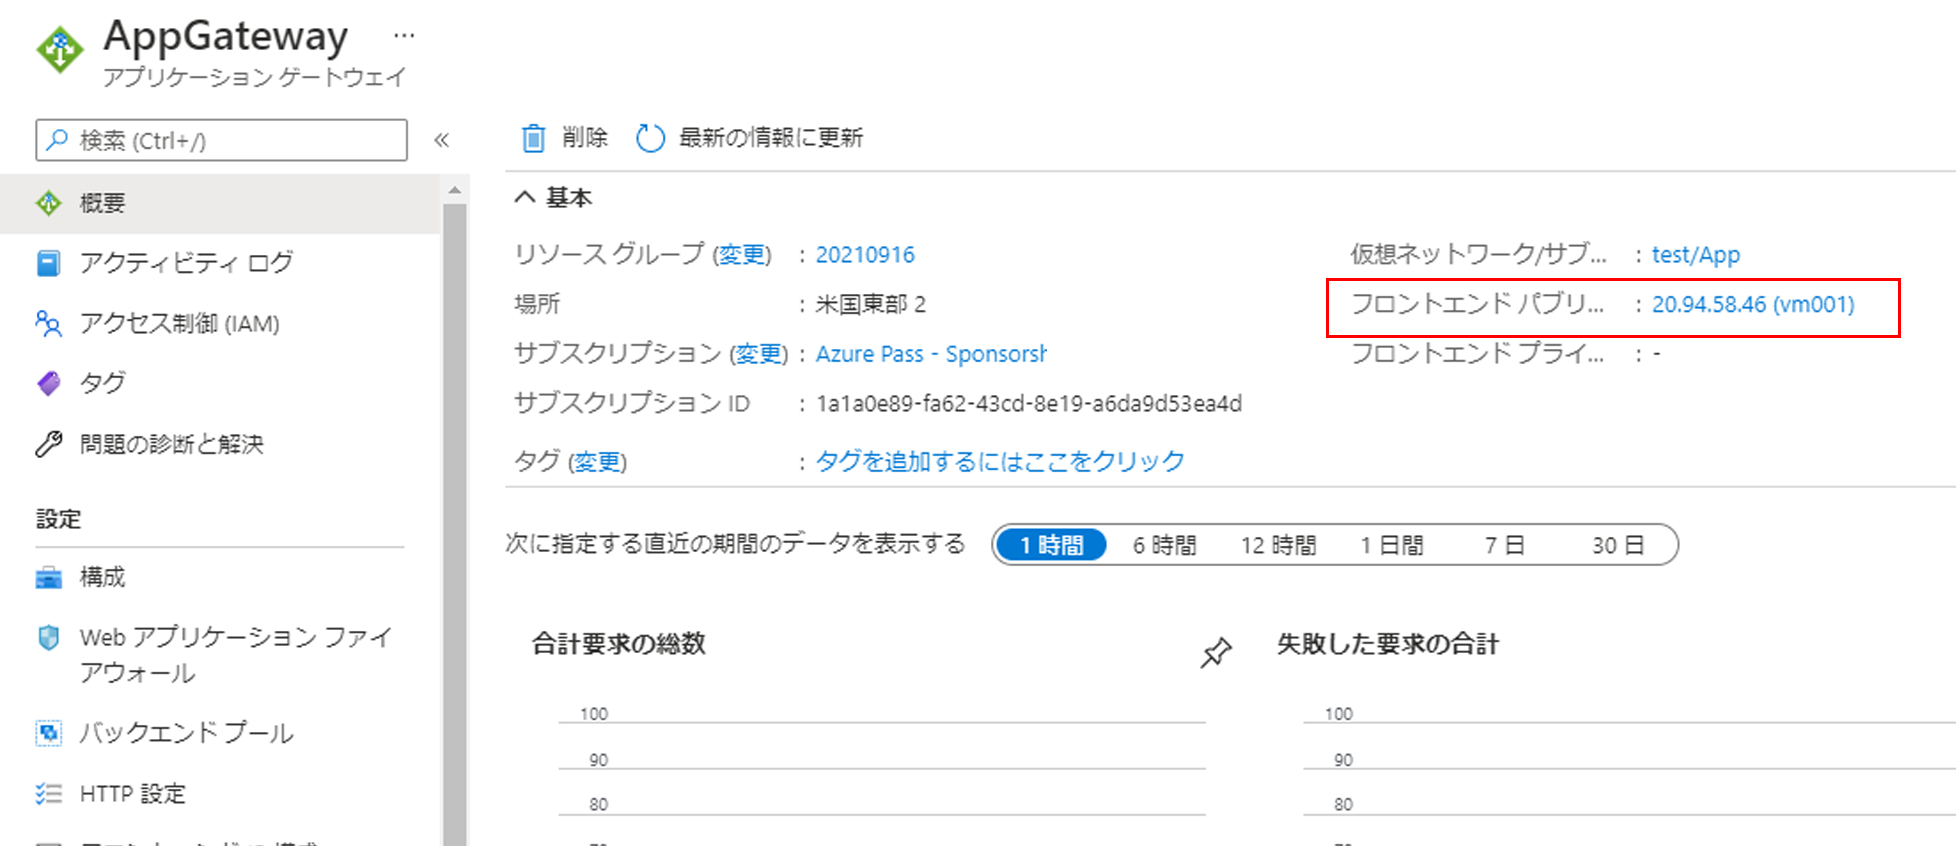 AppGateway ...
アプリケーション ゲートウェイ
検索 (Ctrl+/)
«
概要
アクティビティ ログ
アクセス制御 (IAM)
タグ
問題の診断と解決
設定
構成
Web アプリケーション ファイ
アウォール
バックエンド プール
HTTP 設定
削除
最新の情報に更新
基本
リソース グループ (変更) : 20210916
場所 : 米国東部 2
サブスクリプション (変更) : Azure Pass - Sponsorsh
サブスクリプション ID : 1a1a0e89-fa62-43cd-8e19-a6da9d53ea4d
タグ (変更) : タグを追加するにはここをクリック
仮想ネットワーク/サブ... : test/App
フロントエンド パブリ... : 20.94.58.46 (vm001)
フロントエンド プライ... : -
次に指定する直近の期間のデータを表示する
1 時間 6 時間 12 時間 1 日間 7 日 30 日
合計要求の総数
100
90
80
失敗した要求の合計
100
90
80